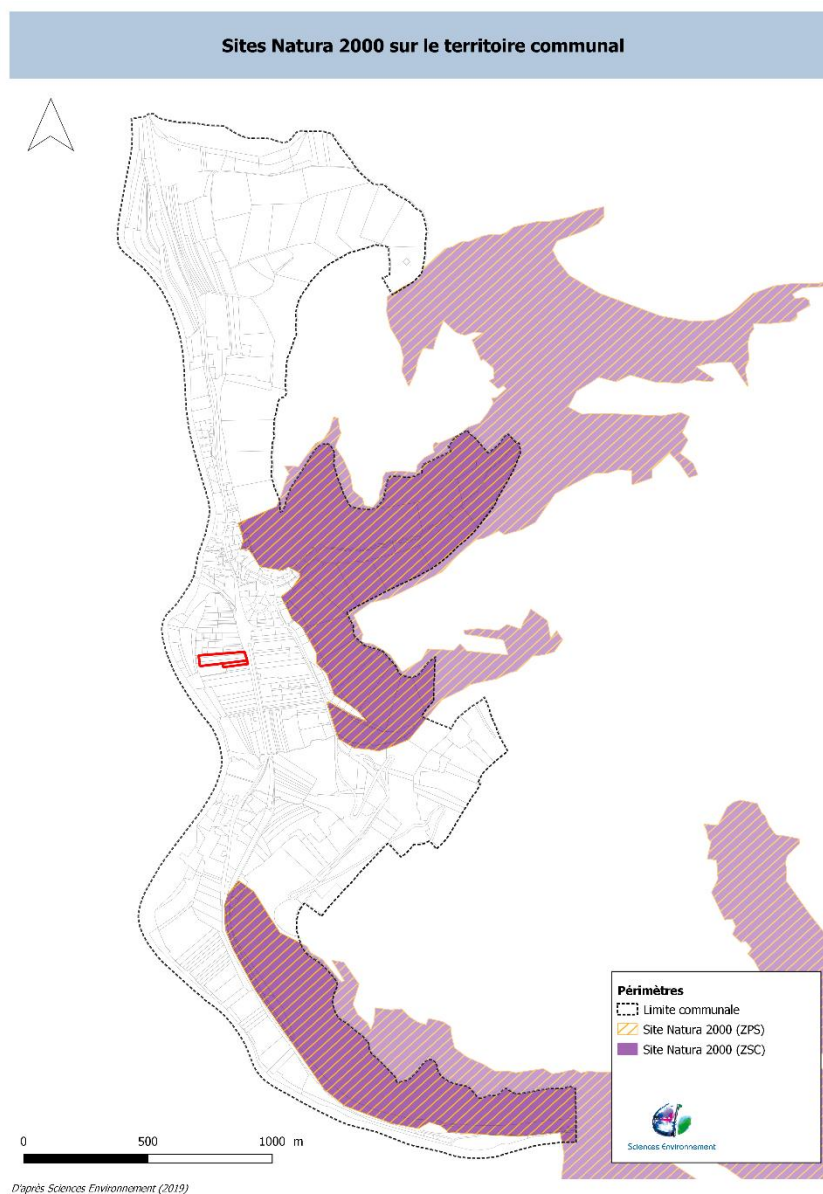 Sites Natura 2000 sur le territoire communal
Périmètres
Limite communale
Site Natura 2000 (ZPS)
Site Natura 2000 (ZSC)
Sciences Environnement
0 500 1000 m
D'après Sciences Environnement (2019)